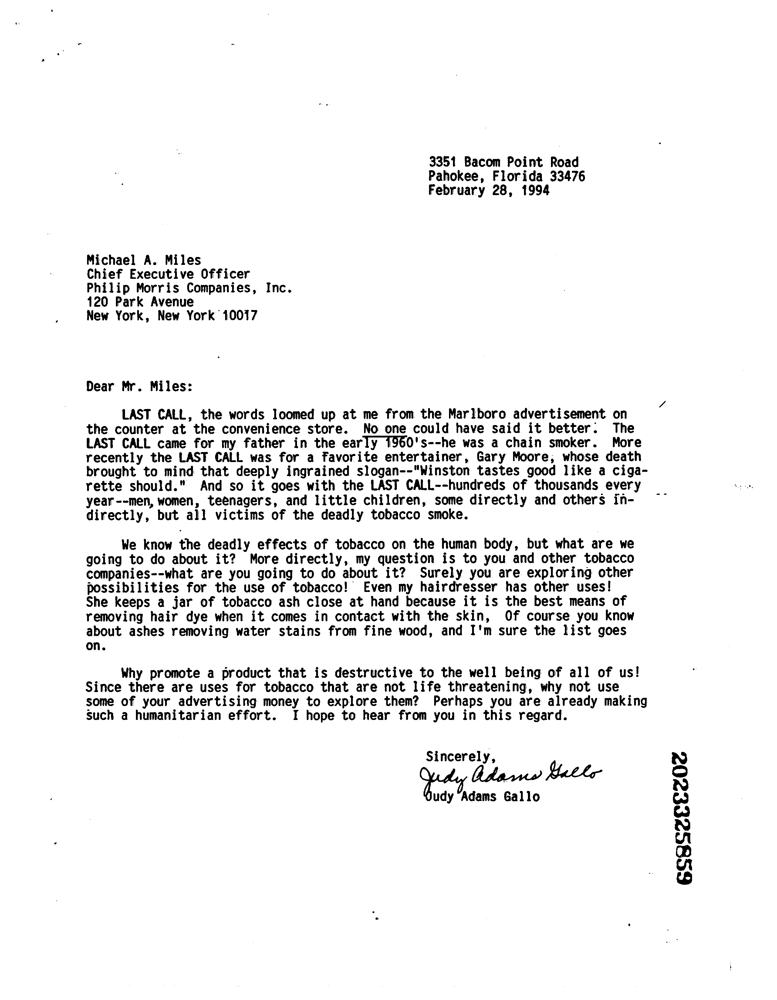 3351 Bacom Point Road
Pahokee, Florida 33476
February 28, 1994
Michael A. Miles
Chief Executive Officer
Philip Morris Companies, Inc.
120 Park Avenue
New York, New York 10017
Dear Mr. Miles:
LAST CALL, the words loomed up at me from the Marlboro advertisement on
the counter at the convenience store. No one could have said it better. The
LAST CALL came for my father in the early 1960's--he was a chain smoker. More
recently the LAST CALL was for a favorite entertainer, Gary Moore, whose death
brought to mind that deeply ingrained slogan--"Winston tastes good like a ciga-
rette should." And so it goes with the LAST CALL--hundreds of thousands every
year--men, women, teenagers, and little children, some directly and others in-
directly, but all victims of the deadly tobacco smoke.
We know the deadly effects of tobacco on the human body, but what are we
going to do about it? More directly, my question is to you and other tobacco
companies--what are you going to do about it? Surely you are exploring other
possibilities for the use of tobacco! Even my hairdresser has other uses!
She keeps a jar of tobacco ash close at hand because it is the best means of
removing hair dye when it comes in contact with the skin, Of course you know
about ashes removing water stains from fine wood, and I'm sure the list goes
on.
Why promote a product that is destructive to the well being of all of us!
Since there are uses for tobacco that are not life threatening, why not use
some of your advertising money to explore them? Perhaps you are already making
such a humanitarian effort. I hope to hear from you in this regard.
Sincerely,
Judy Adams Gallo
Judy Adams Gallo
2023325859